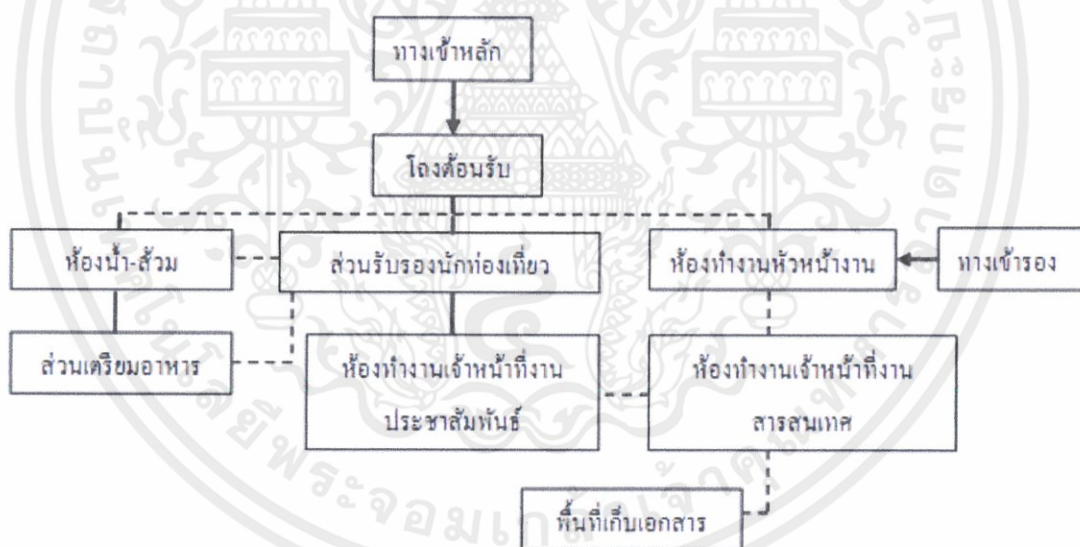 ทางเข้าหลัก
โถงต้อนรับ
ห้องน้ำ-ส้วม
ส่วนรับรองนักท่องเที่ยว
ห้องทำงานหัวหน้างาน
ทางเข้ารอง
ส่วนเตรียมอาหาร
ห้องทำงานเจ้าหน้าที่งาน
ประชาสัมพันธ์
ห้องทำงานเจ้าหน้าที่งาน
สารสนเทศ
พื้นที่เก็บเอกสาร